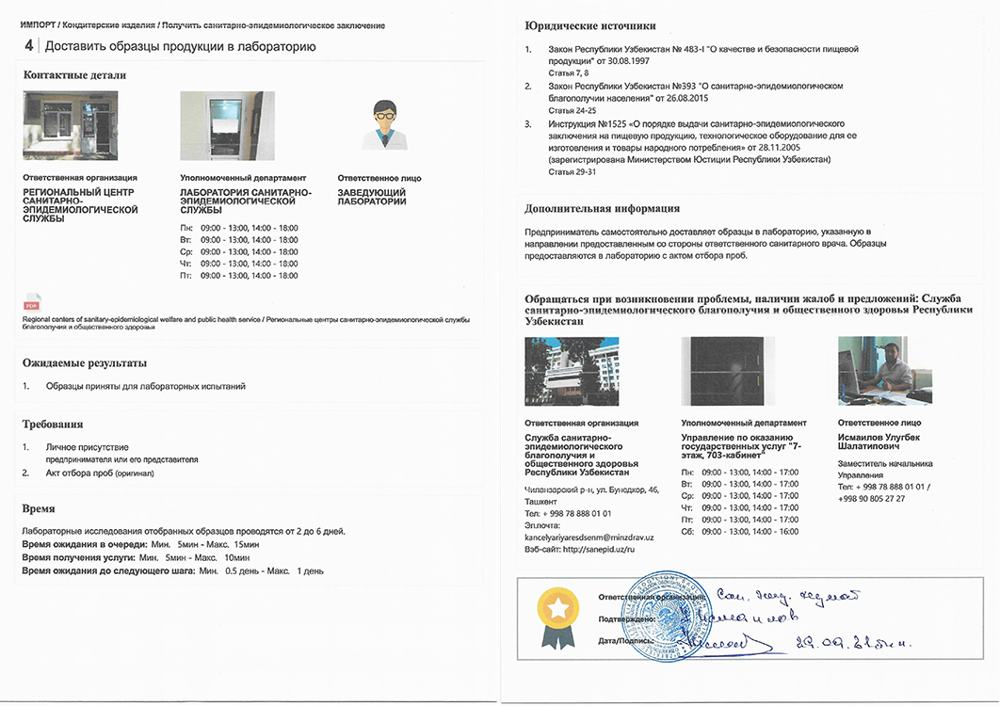 ИМПОРТ / Кондитерские изделия / Получить санитарно-эпидемиологическое заключение
4 Доставить образцы продукции в лабораторию
Контактные детали
Ответственная организация
РЕГИОНАЛЬНЫЙ ЦЕНТР
САНИТАРНО-
ЭПИДЕМИОЛОГИЧЕСКОЙ
СЛУЖБЫ
Уполномоченный департамент
ЛАБОРАТОРИЯ САНИТАРНО-
ЭПИДЕМИОЛОГИЧЕСКОЙ
СЛУЖБЫ
Пн: 09:00 - 13:00, 14:00 - 18:00
Вт: 09:00 - 13:00, 14:00 - 18:00
Ср: 09:00 - 13:00, 14:00 - 18:00
Чт: 09:00 - 13:00, 14:00 - 18:00
Пт: 09:00 - 13:00, 14:00 - 18:00
Ответственное лицо
ЗАВЕДУЮЩИЙ
ЛАБОРАТОРИИ
PDF
Regional centers of sanitary-epidemiological welfare and public health service / Региональные центры санитарно-эпидемиологической службы
благополучия и общественного здоровья
Ожидаемые результаты
1. Образцы приняты для лабораторных испытаний
Требования
1. Личное присутствие
предпринимателя или его представителя
2. Акт отбора проб (оригинал)
Время
Лабораторные исследования отобранных образцов проводятся от 2 до 6 дней.
Время ожидания в очереди: Мин. 5мин - Макс. 15мин
Время получения услуги: Мин. 5мин - Макс. 10мин
Время ожидания до следующего шага: Мин. 0.5 день - Макс. 1 день
Юридические источники
1. Закон Республики Узбекистан № 483-I "О качестве и безопасности пищевой
продукции" от 30.08.1997
Статья 7, 8
2. Закон Республики Узбекистан №393 "О санитарно-эпидемиологическом
благополучии населения" от 26.08.2015
Статья 24-25
3. Инструкция №1525 «О порядке выдачи санитарно-эпидемиологического
заключения на пищевую продукцию, технологическое оборудование для ее
изготовления и товары народного потребления» от 28.11.2005
(зарегистрирована Министерством Юстиции Республики Узбекистан)
Статья 29-31
Дополнительная информация
Предприниматель самостоятельно доставляет образцы в лабораторию, указанную в
направлении предоставленным со стороны ответственного санитарного врача. Образцы
предоставляются в лабораторию с актом отбора проб.
Обращаться при возникновении проблемы, наличии жалоб и предложений: Служба
санитарно-эпидемиологического благополучия и общественного здоровья Республики
Узбекистан
Ответственная организация
Служба санитарно-
эпидемиологического
благополучия и
общественного здоровья
Республики Узбекистан
Чиланзарский р-н, ул. Бунодкор, 46,
Ташкент
Тел: + 998 78 888 01 01
Эл.почта:
kancelyariyaresdsenm@minzdrav.uz
Вэб-сайт: http://sanepid.uz/ru
Уполномоченный департамент
Управление по оказанию
государственных услуг "7-
этаж, 703-кабинет"
Пн: 09:00 - 13:00, 14:00 - 17:00
Вт: 09:00 - 13:00, 14:00 - 17:00
Ср: 09:00 - 13:00, 14:00 - 17:00
Чт: 09:00 - 13:00, 14:00 - 17:00
Пт: 09:00 - 13:00, 14:00 - 17:00
Сб: 09:00 - 13:00, 14:00 - 16:00
Ответственное лицо
Исмаилов Улугбек
Шалатипович
Заместитель начальника
Управления
Тел: + 998 78 888 01 01 /
+998 90 805 27 27
Ответственная организация:
Подтверждено: Исмаилов
Дата/Подпись: